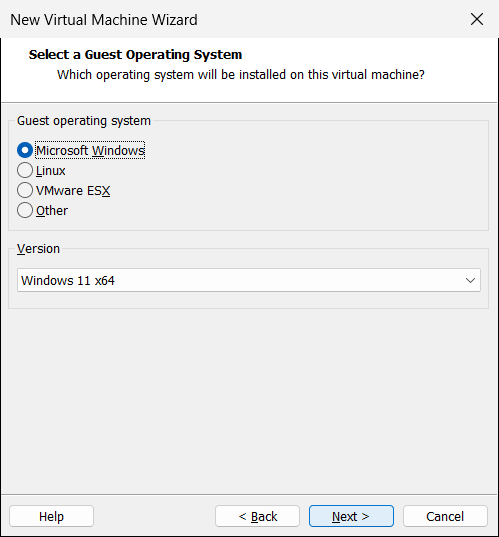 New Virtual Machine Wizard
Select a Guest Operating System
Which operating system will be installed on this virtual machine?
Guest operating system
Microsoft Windows
Linux
VMware ESX
Other
Version
Windows 11 x64
Help
< Back
Next >
Cancel